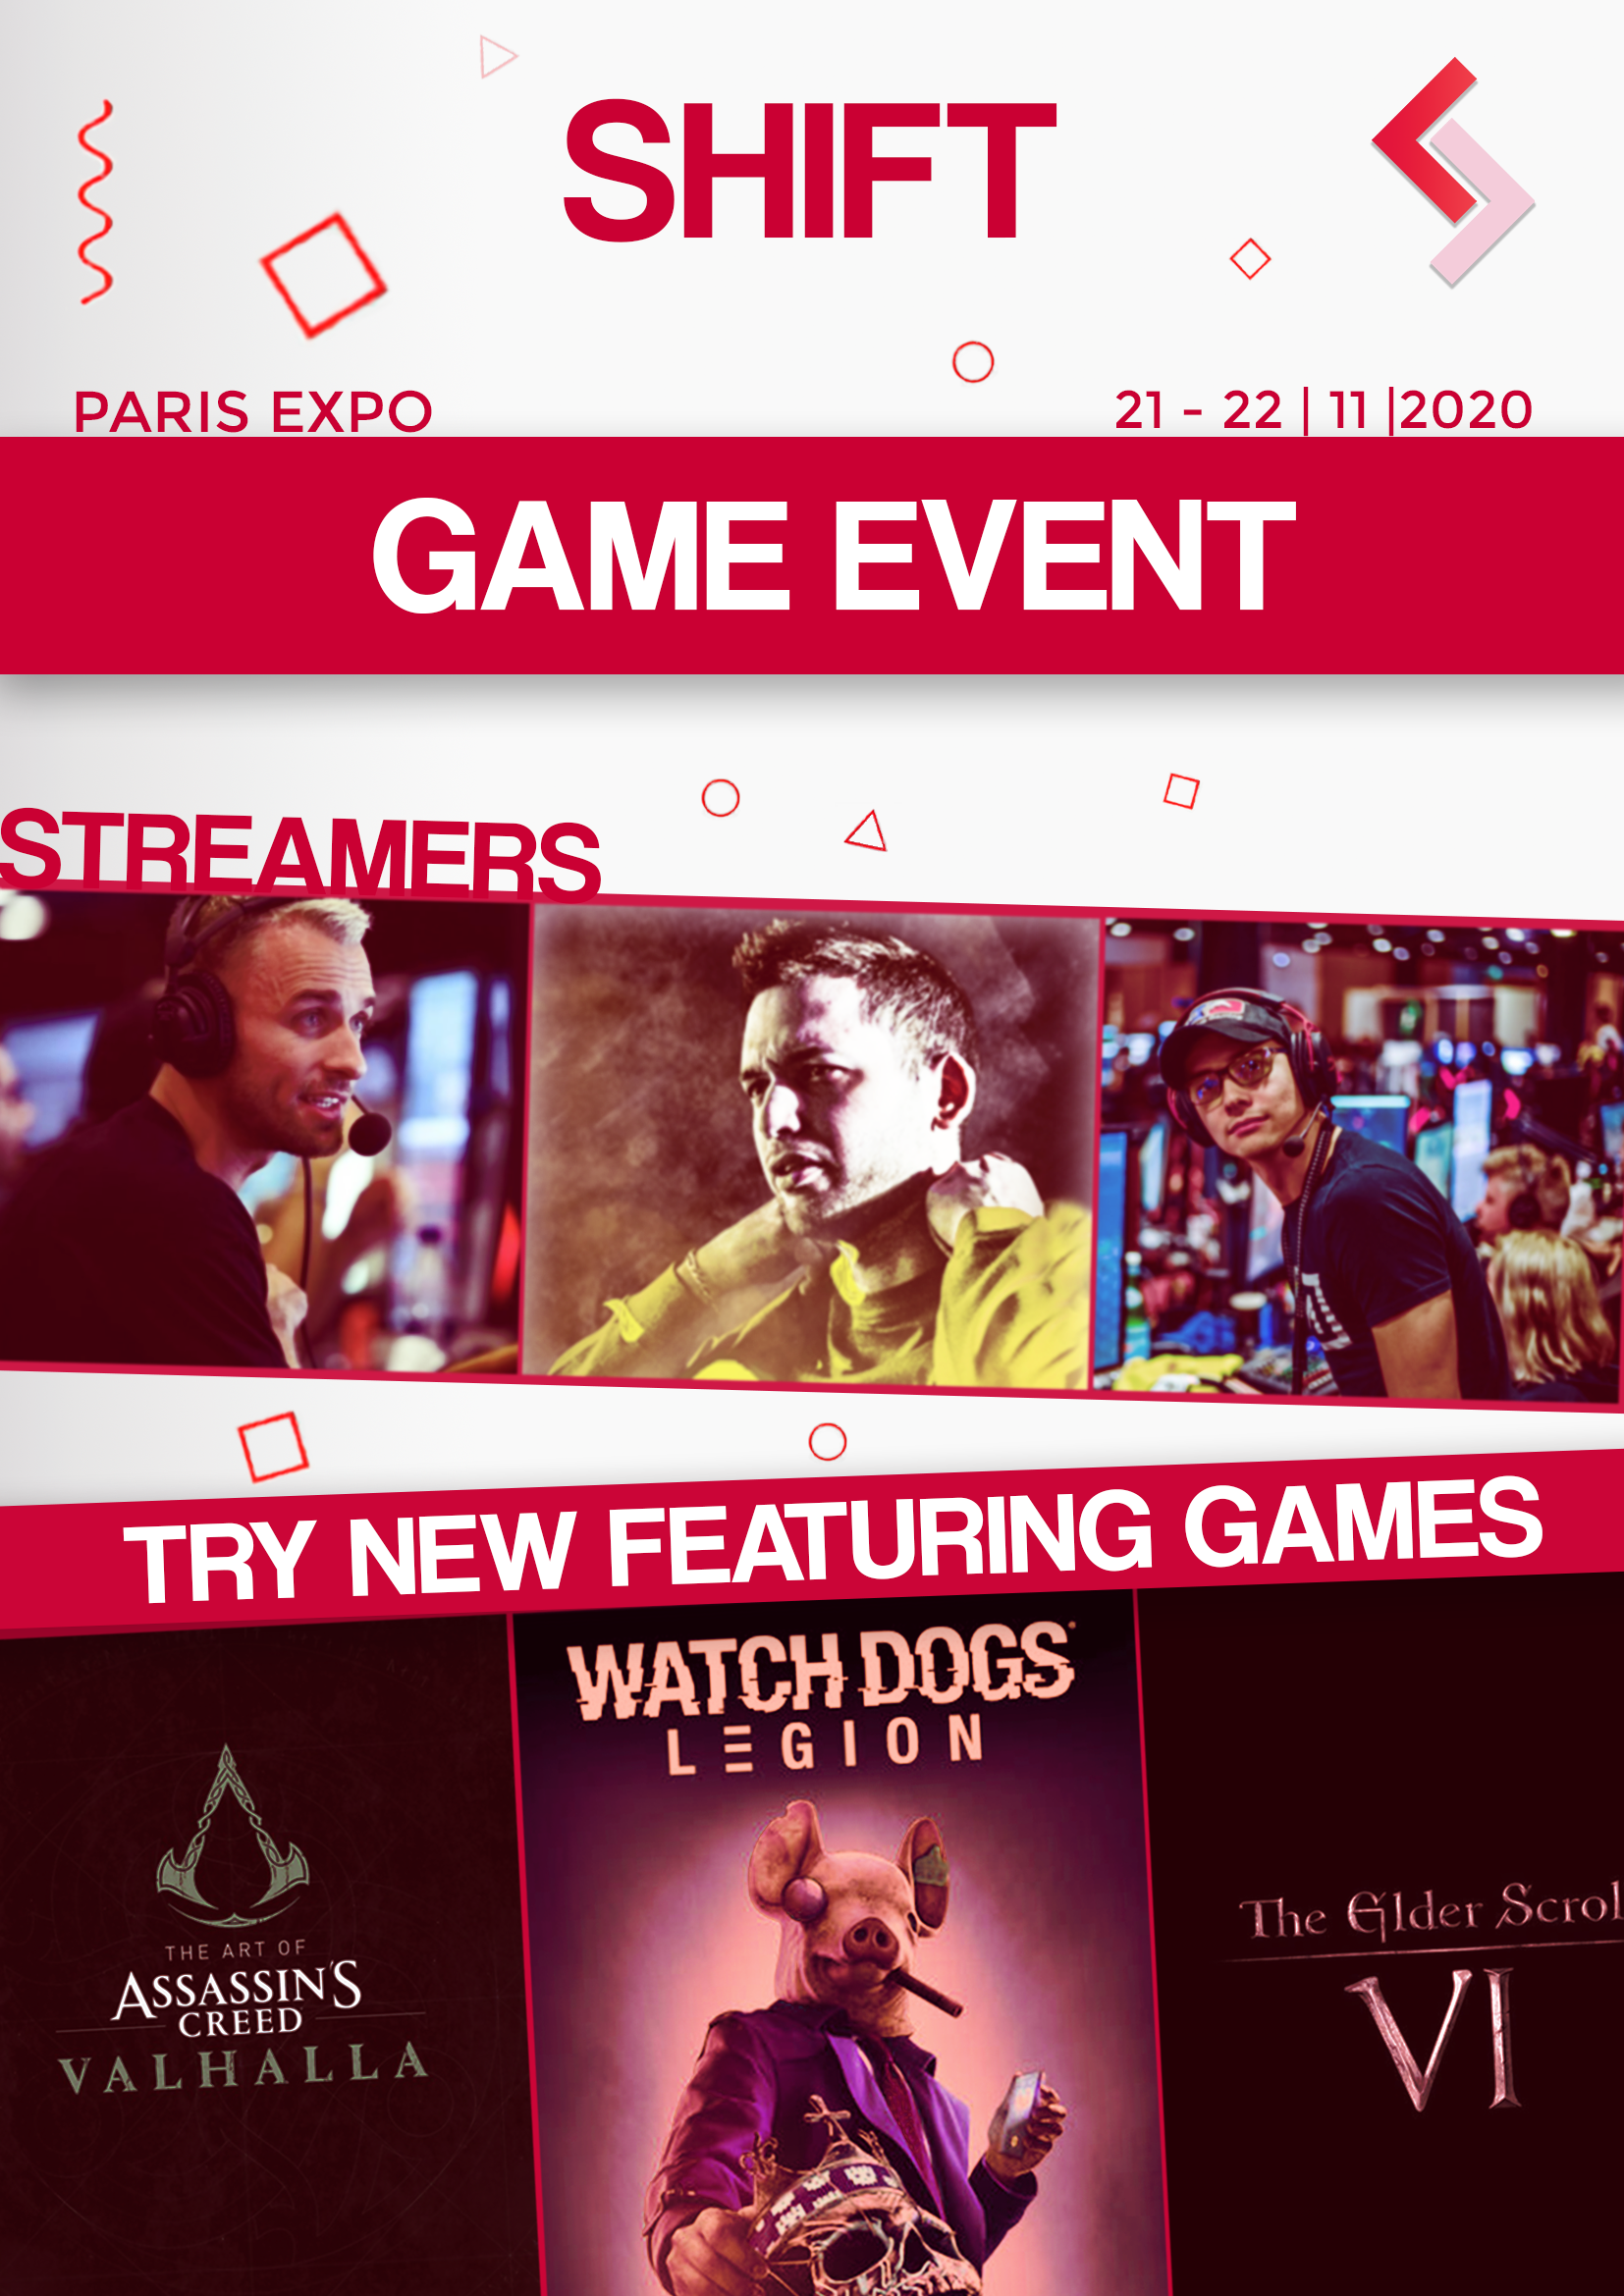 SHIFT
PARIS EXPO
21 - 22 | 11 |2020
GAME EVENT
STREAMERS
TRY NEW FEATURING GAMES
WATCH DOGS
LEGION
THE ART OF
ASSASSIN'S
CREED
VALHALLA
The Elder Scrol
VI